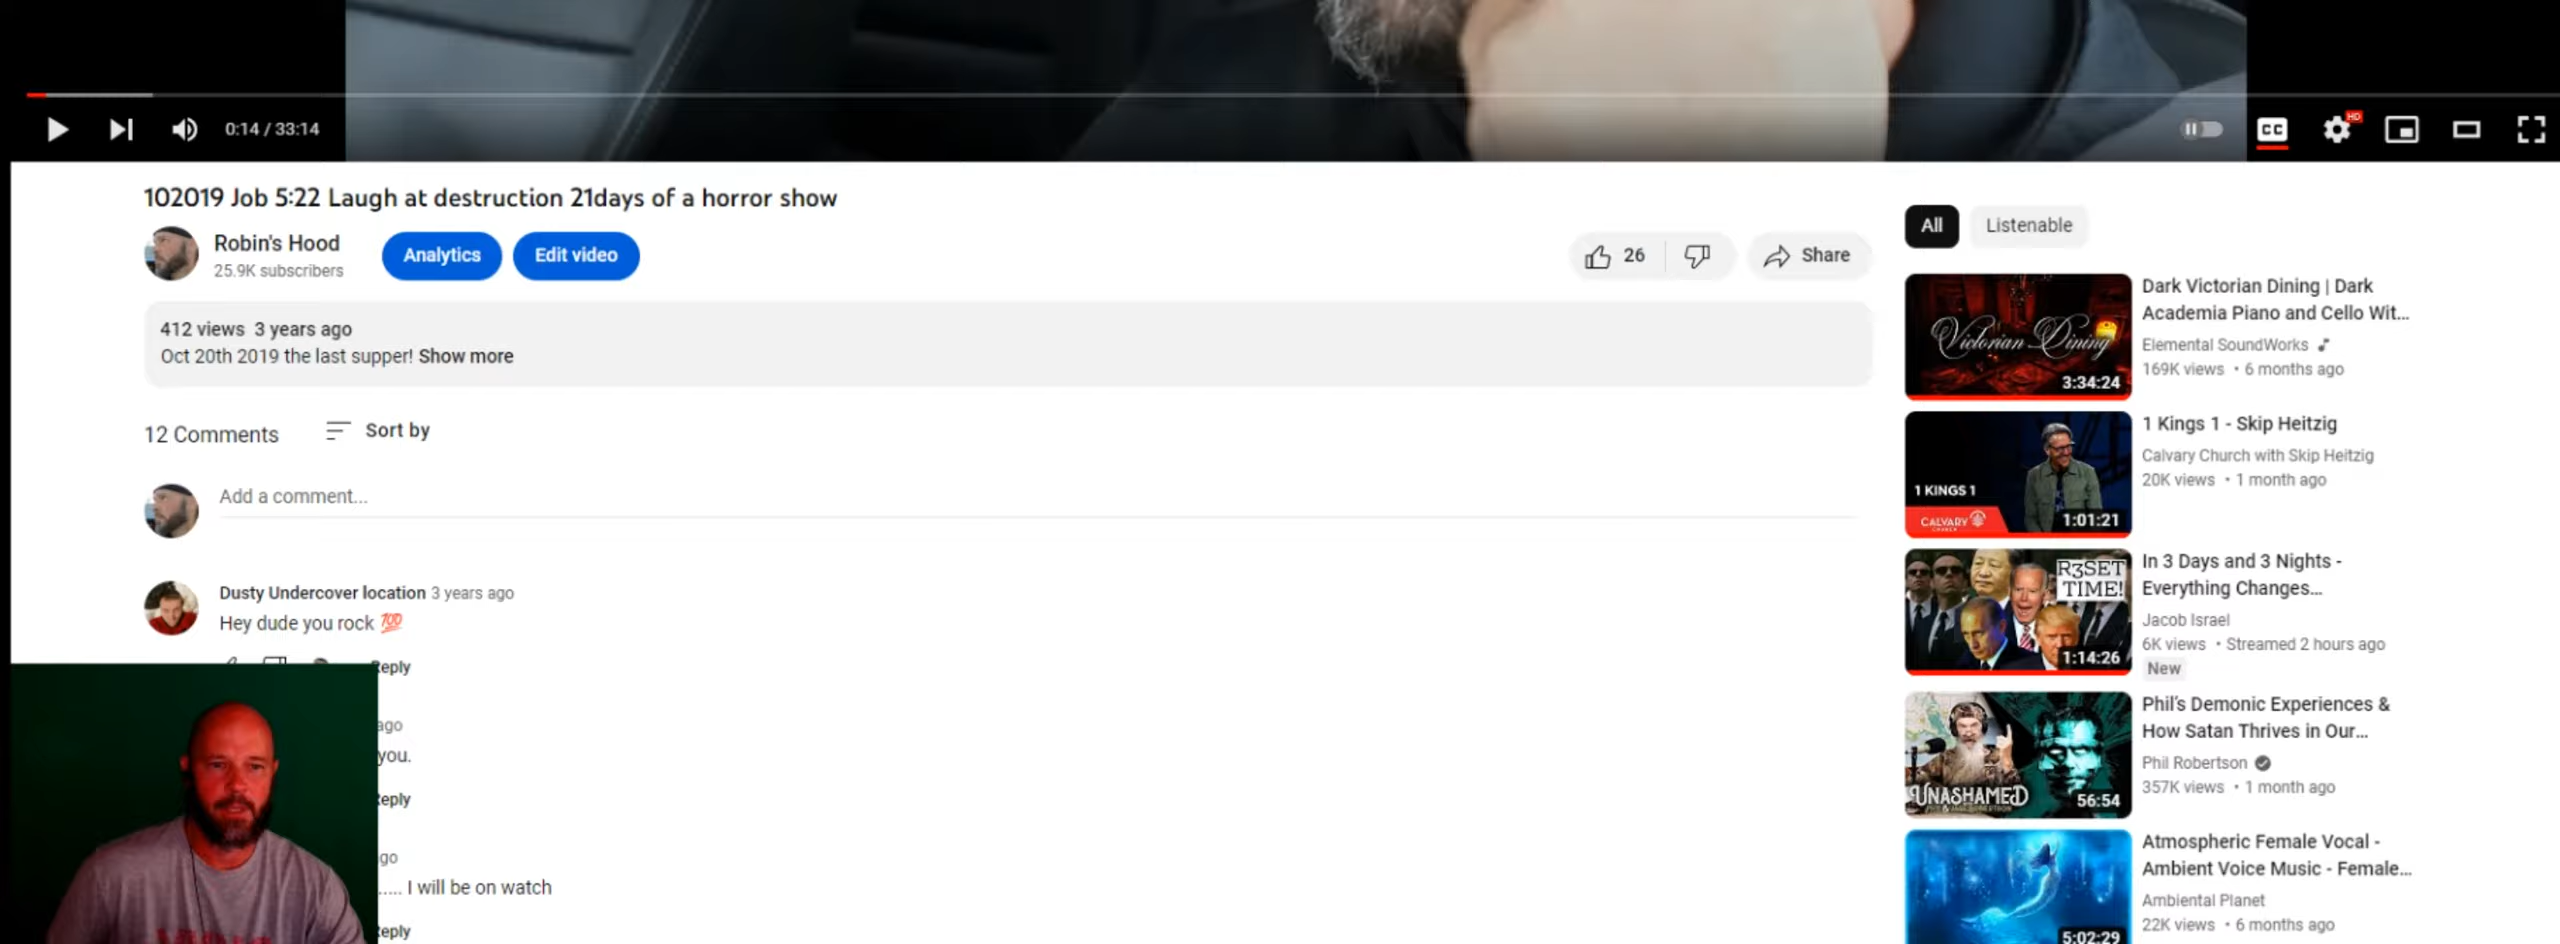 0:14 / 33:14
CC
HD
102019 Job 5:22 Laugh at destruction 21days of a horror show
Robin's Hood
25.9K subscribers
Analytics
Edit video
26
Share
412 views 3 years ago
Oct 20th 2019 the last supper! Show more
12 Comments
Sort by
Add a comment...
Dusty Undercover location 3 years ago
Hey dude you rock 💯
eply
ago
you.
eply
go
..... I will be on watch
eply
All
Listenable
Victorian Dining
3:34:24
Dark Victorian Dining | Dark
Academia Piano and Cello Wit...
Elemental SoundWorks
169K views • 6 months ago
1 KINGS 1
CALVARY
CHURCH
1:01:21
1 Kings 1 - Skip Heitzig
Calvary Church with Skip Heitzig
20K views • 1 month ago
R3SET
TIME!
1:14:26
In 3 Days and 3 Nights -
Everything Changes...
Jacob Israel
6K views • Streamed 2 hours ago
New
UNASHAMED
56:54
Phil's Demonic Experiences &
How Satan Thrives in Our...
Phil Robertson
357K views • 1 month ago
5:02:29
Atmospheric Female Vocal -
Ambient Voice Music - Female...
Ambiental Planet
22K views • 6 months ago